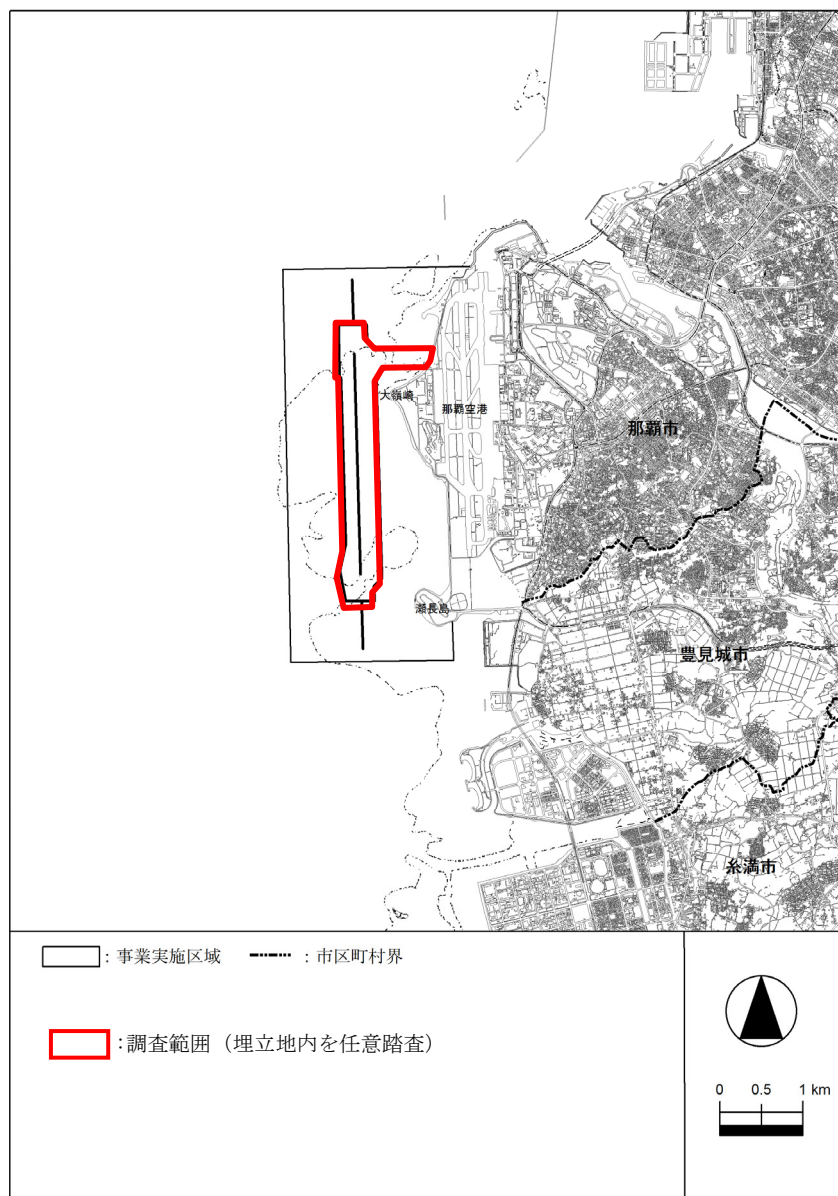 大嶺崎
那覇空港
那覇市
瀬長島
豊見城市
糸満市
: 事業実施区域
: 市区町村界
:調査範囲（埋立地内を任意踏査）
0 0.5 1 km